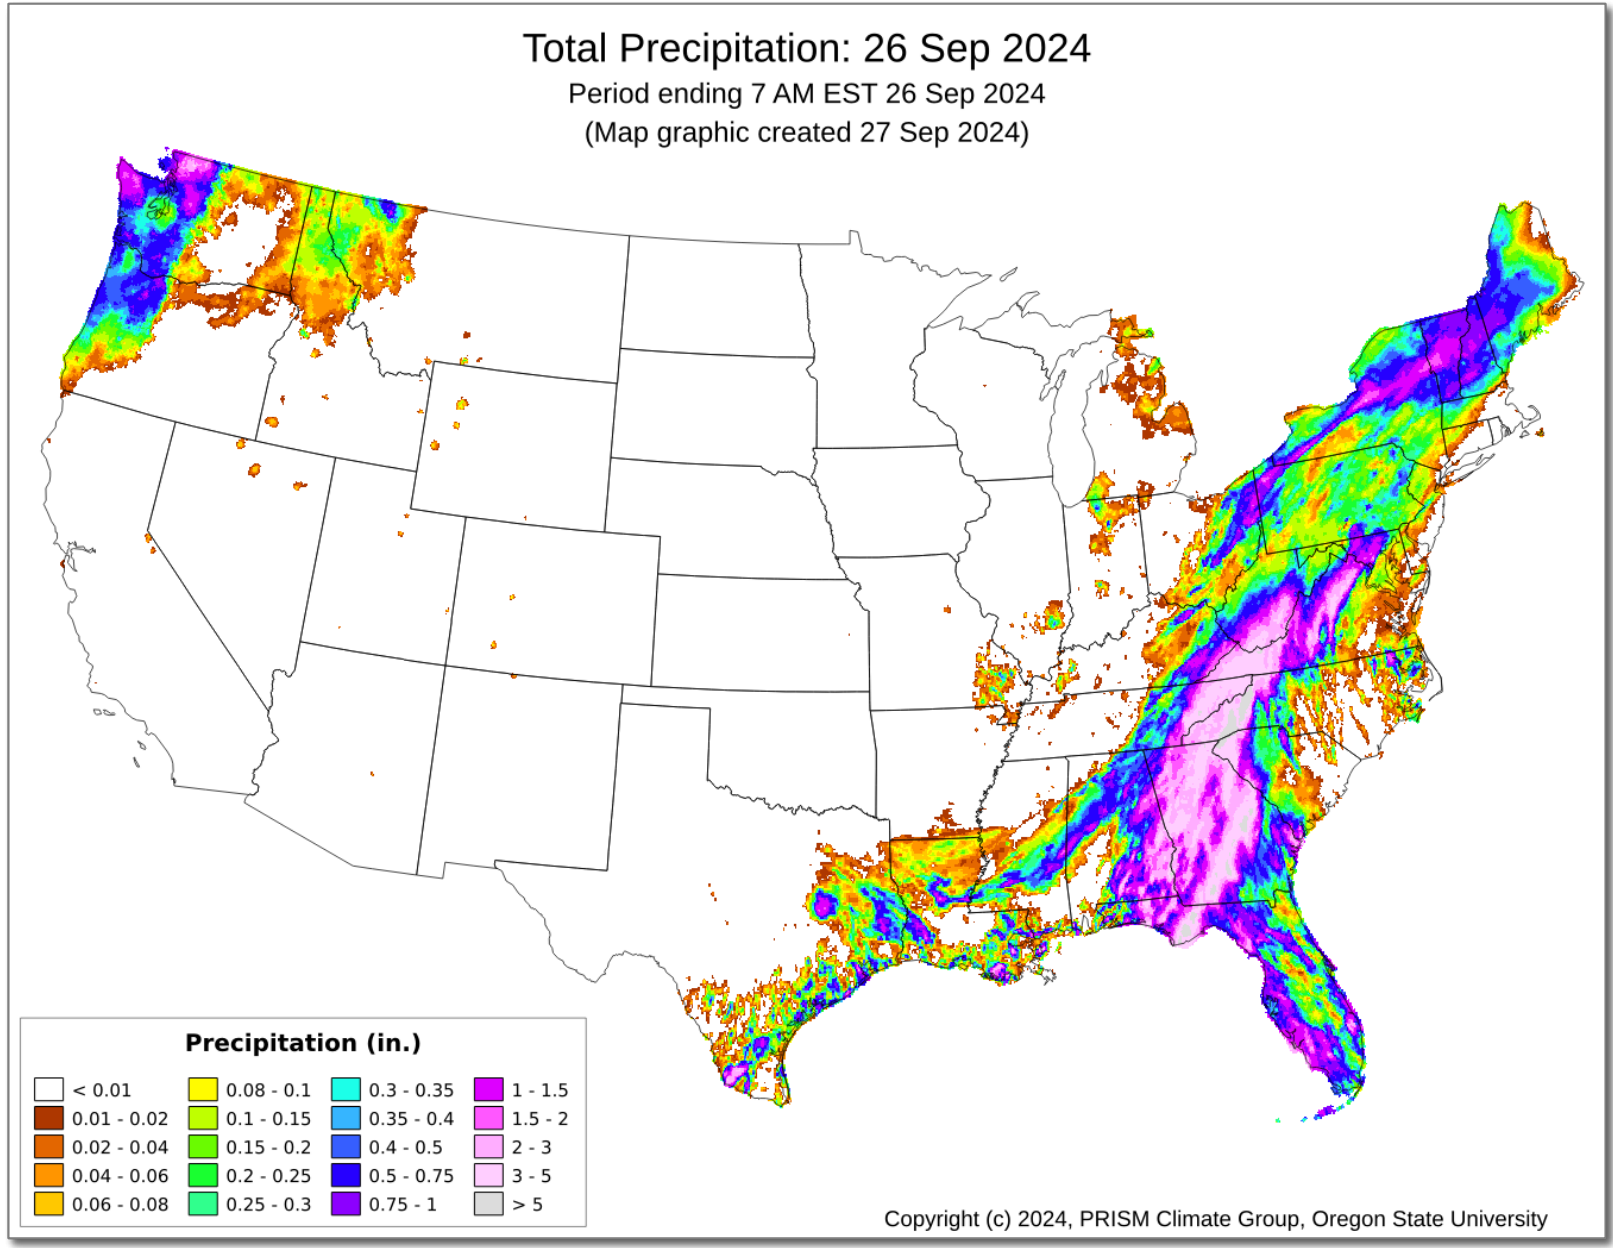 Total Precipitation: 26 Sep 2024
Period ending 7 AM EST 26 Sep 2024
(Map graphic created 27 Sep 2024)
Precipitation (in.)
< 0.01
0.01 - 0.02
0.02 - 0.04
0.04 - 0.06
0.06 - 0.08
0.08 - 0.1
0.1 - 0.15
0.15 - 0.2
0.2 - 0.25
0.25 - 0.3
0.3 - 0.35
0.35 - 0.4
0.4 - 0.5
0.5 - 0.75
0.75 - 1
1 - 1.5
1.5 - 2
2 - 3
3 - 5
> 5
Copyright (c) 2024, PRISM Climate Group, Oregon State University